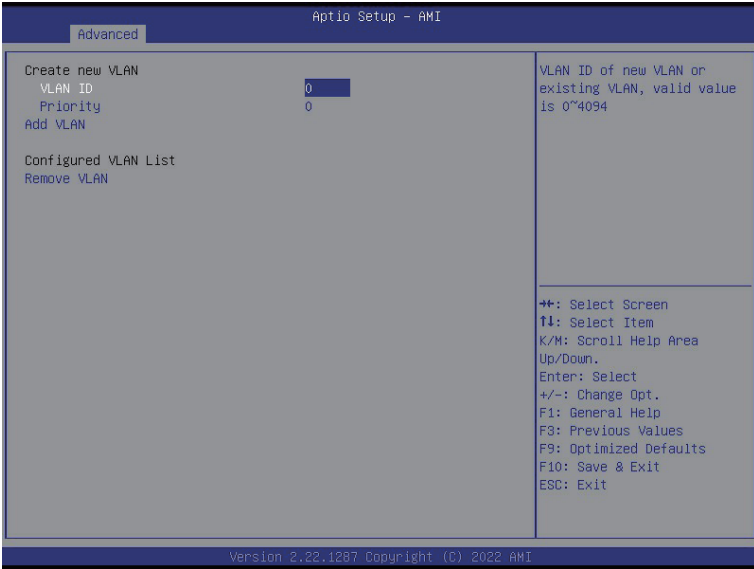 Aptio Setup – AMI
Advanced
Create new VLAN
VLAN ID 0
Priority 0
Add VLAN
Configured VLAN List
Remove VLAN
VLAN ID of new VLAN or
existing VLAN, valid value
is 0~4094
→←: Select Screen
↑↓: Select Item
K/M: Scroll Help Area
Up/Down.
Enter: Select
+/-: Change Opt.
F1: General Help
F3: Previous Values
F9: Optimized Defaults
F10: Save & Exit
ESC: Exit
Version 2.22.1287 Copyright (C) 2022 AMI